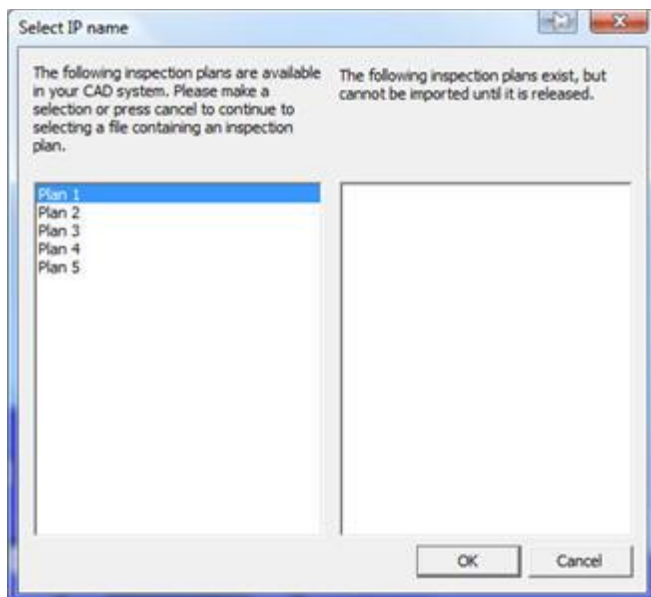 Select IP name
The following inspection plans are available
in your CAD system. Please make a
selection or press cancel to continue to
selecting a file containing an inspection
plan.
The following inspection plans exist, but
cannot be imported until it is released.
Plan 1
Plan 2
Plan 3
Plan 4
Plan 5
OK
Cancel